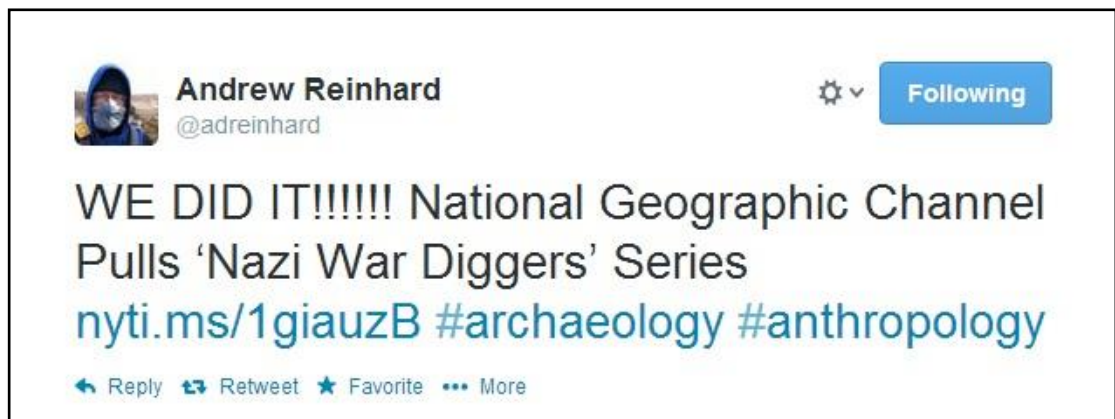 Andrew Reinhard
Following
@adreinhard
WE DID IT!!!!!! National Geographic Channel
Pulls ‘Nazi War Diggers’ Series
nyti.ms/1giauzB #archaeology #anthropology
Reply Retweet Favorite More